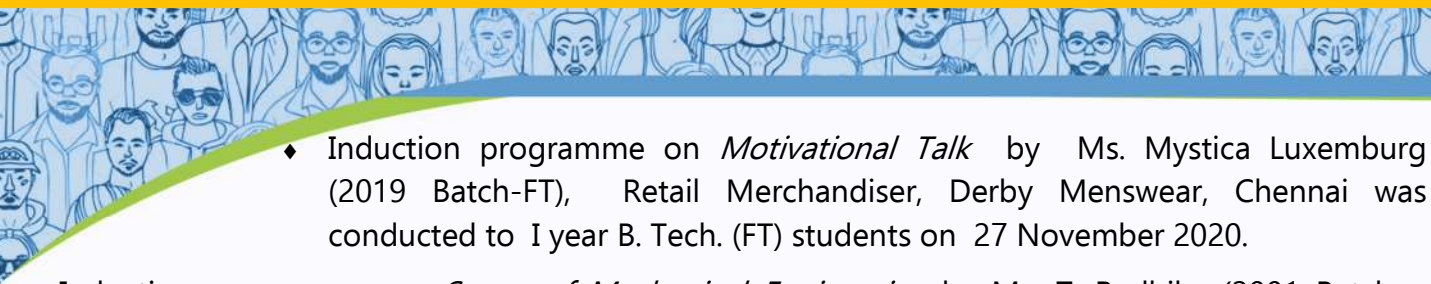 ♦ Induction programme on Motivational Talk by Ms. Mystica Luxemburg
(2019 Batch-FT), Retail Merchandiser, Derby Menswear, Chennai was
conducted to I year B. Tech. (FT) students on 27 November 2020.